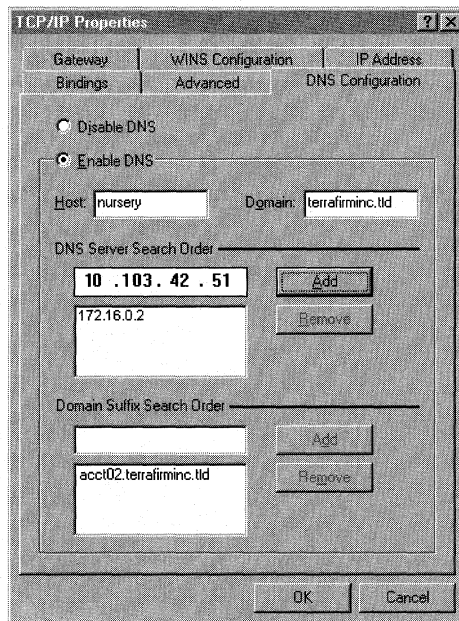 TCP/IP Properties
Gateway WINS Configuration IP Address
Bindings Advanced DNS Configuration
Disable DNS
Enable DNS
Host: nursery Domain: terrafirminc.tld
DNS Server Search Order
10 .103. 42 . 51 Add
172.16.0.2 Remove
Domain Suffix Search Order
Add
acct02.terrafirminc.tld Remove
OK Cancel